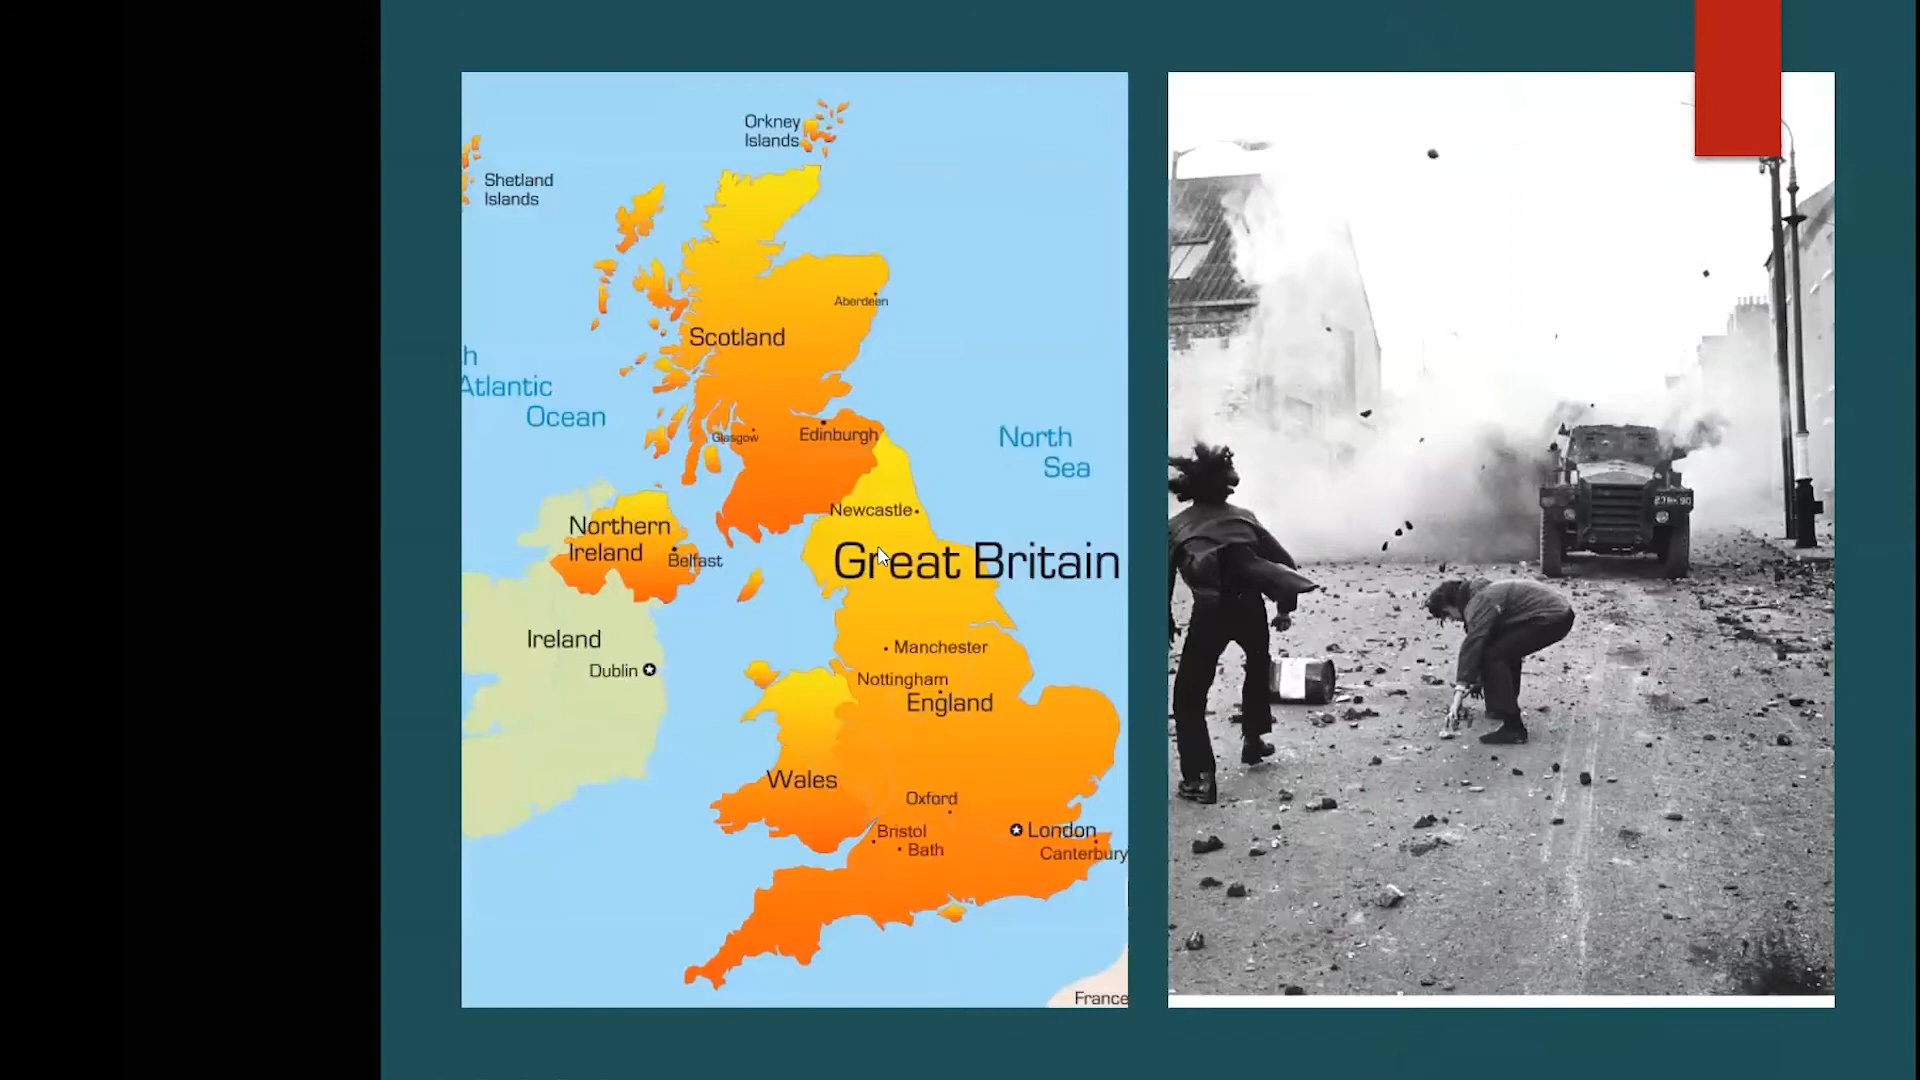 Orkney
Islands
Shetland
Islands
Aberdeen
Scotland
h
Atlantic
Ocean
Glasgow
Edinburgh
North
Sea
Newcastle
Northern
Ireland
Belfast
Great Britain
Ireland
Dublin
Manchester
Nottingham
England
Wales
Oxford
Bristol
Bath
London
Canterbury
France